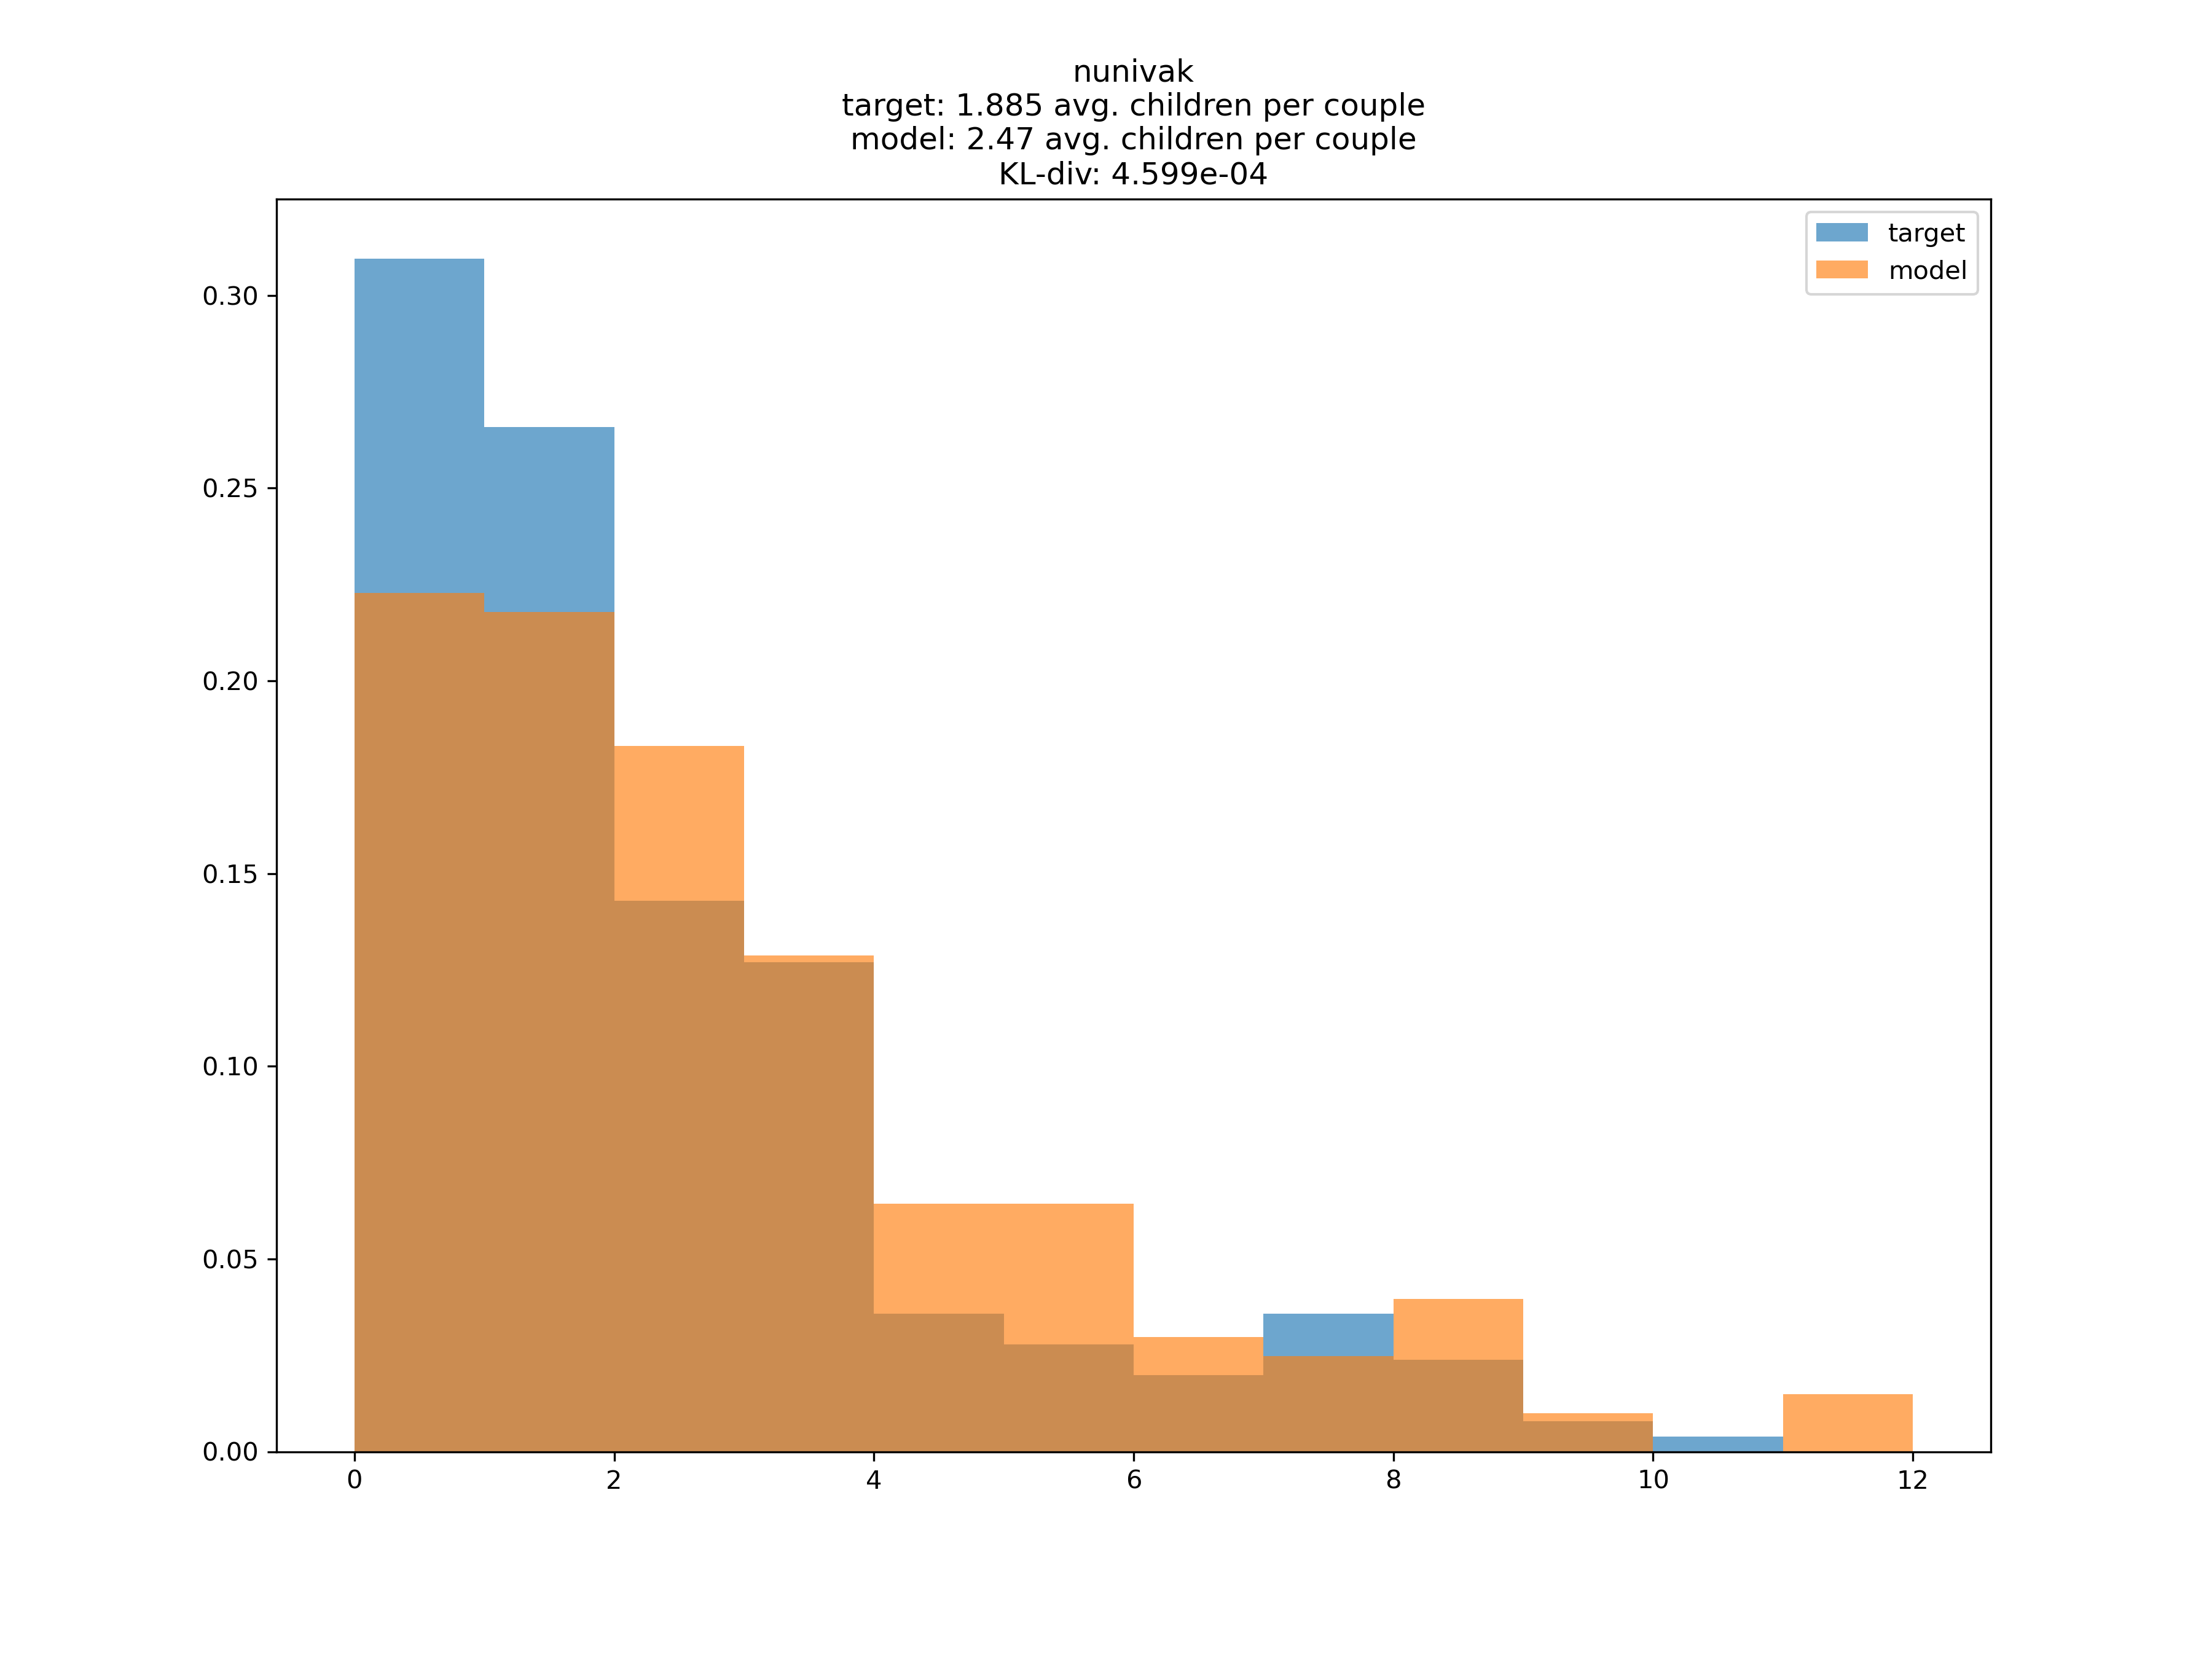 nunivak
target: 1.885 avg. children per couple
model: 2.47 avg. children per couple
KL-div: 4.599e-04
target
model
0.30
0.25
0.20
0.15
0.10
0.05
0.00
0 2 4 6 8 10 12